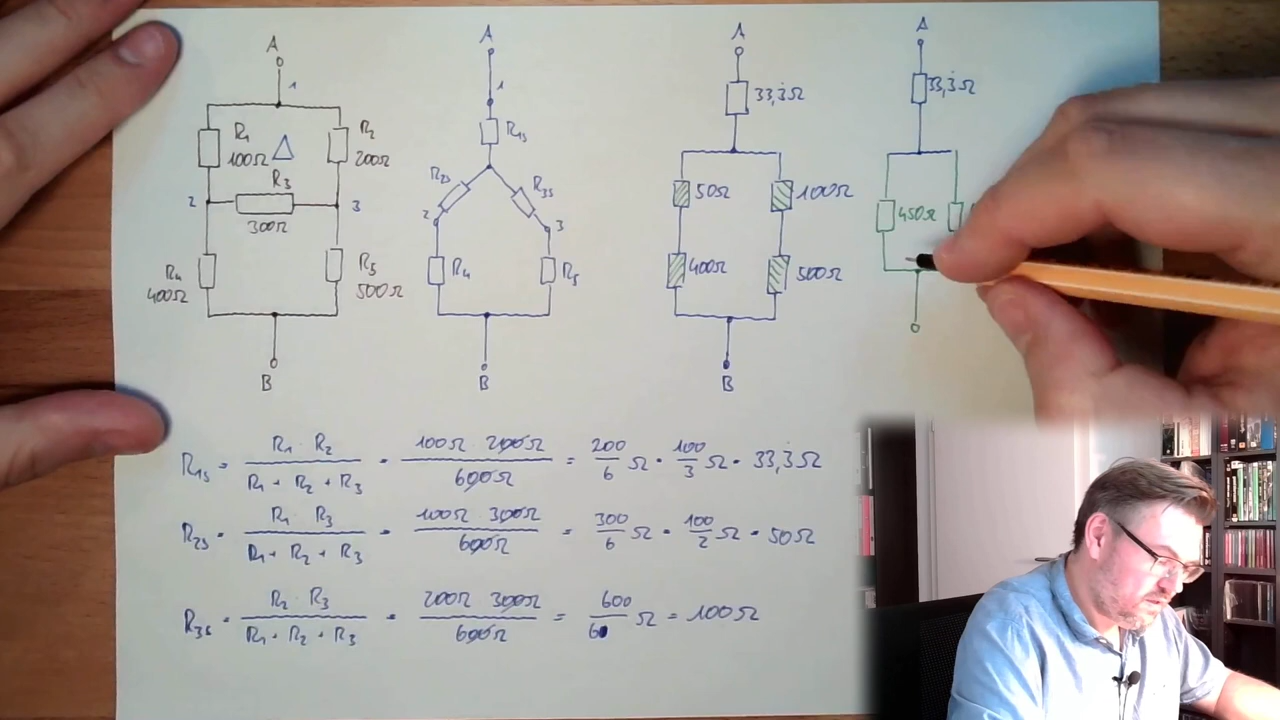 A
1
R1
100Ω
Δ
R2
200Ω
R3
2
3
300Ω
R4
400Ω
R5
500Ω
B
A
1
R1S
R2S
R3S
2
3
R4
R5
B
A
33,3̇Ω
50Ω
100Ω
400Ω
500Ω
B
A
33,3̇Ω
450Ω
R1S = R1 · R2 / R1 + R2 + R3 = 100Ω · 200Ω / 600Ω = 200/6 Ω = 100/3 Ω = 33,3̇Ω
R2S = R1 · R3 / R1 + R2 + R3 = 100Ω · 300Ω / 600Ω = 300/6 Ω = 100/2 Ω = 50Ω
R3S = R2 · R3 / R1 + R2 + R3 = 200Ω · 300Ω / 600Ω = 600/6 Ω = 100Ω